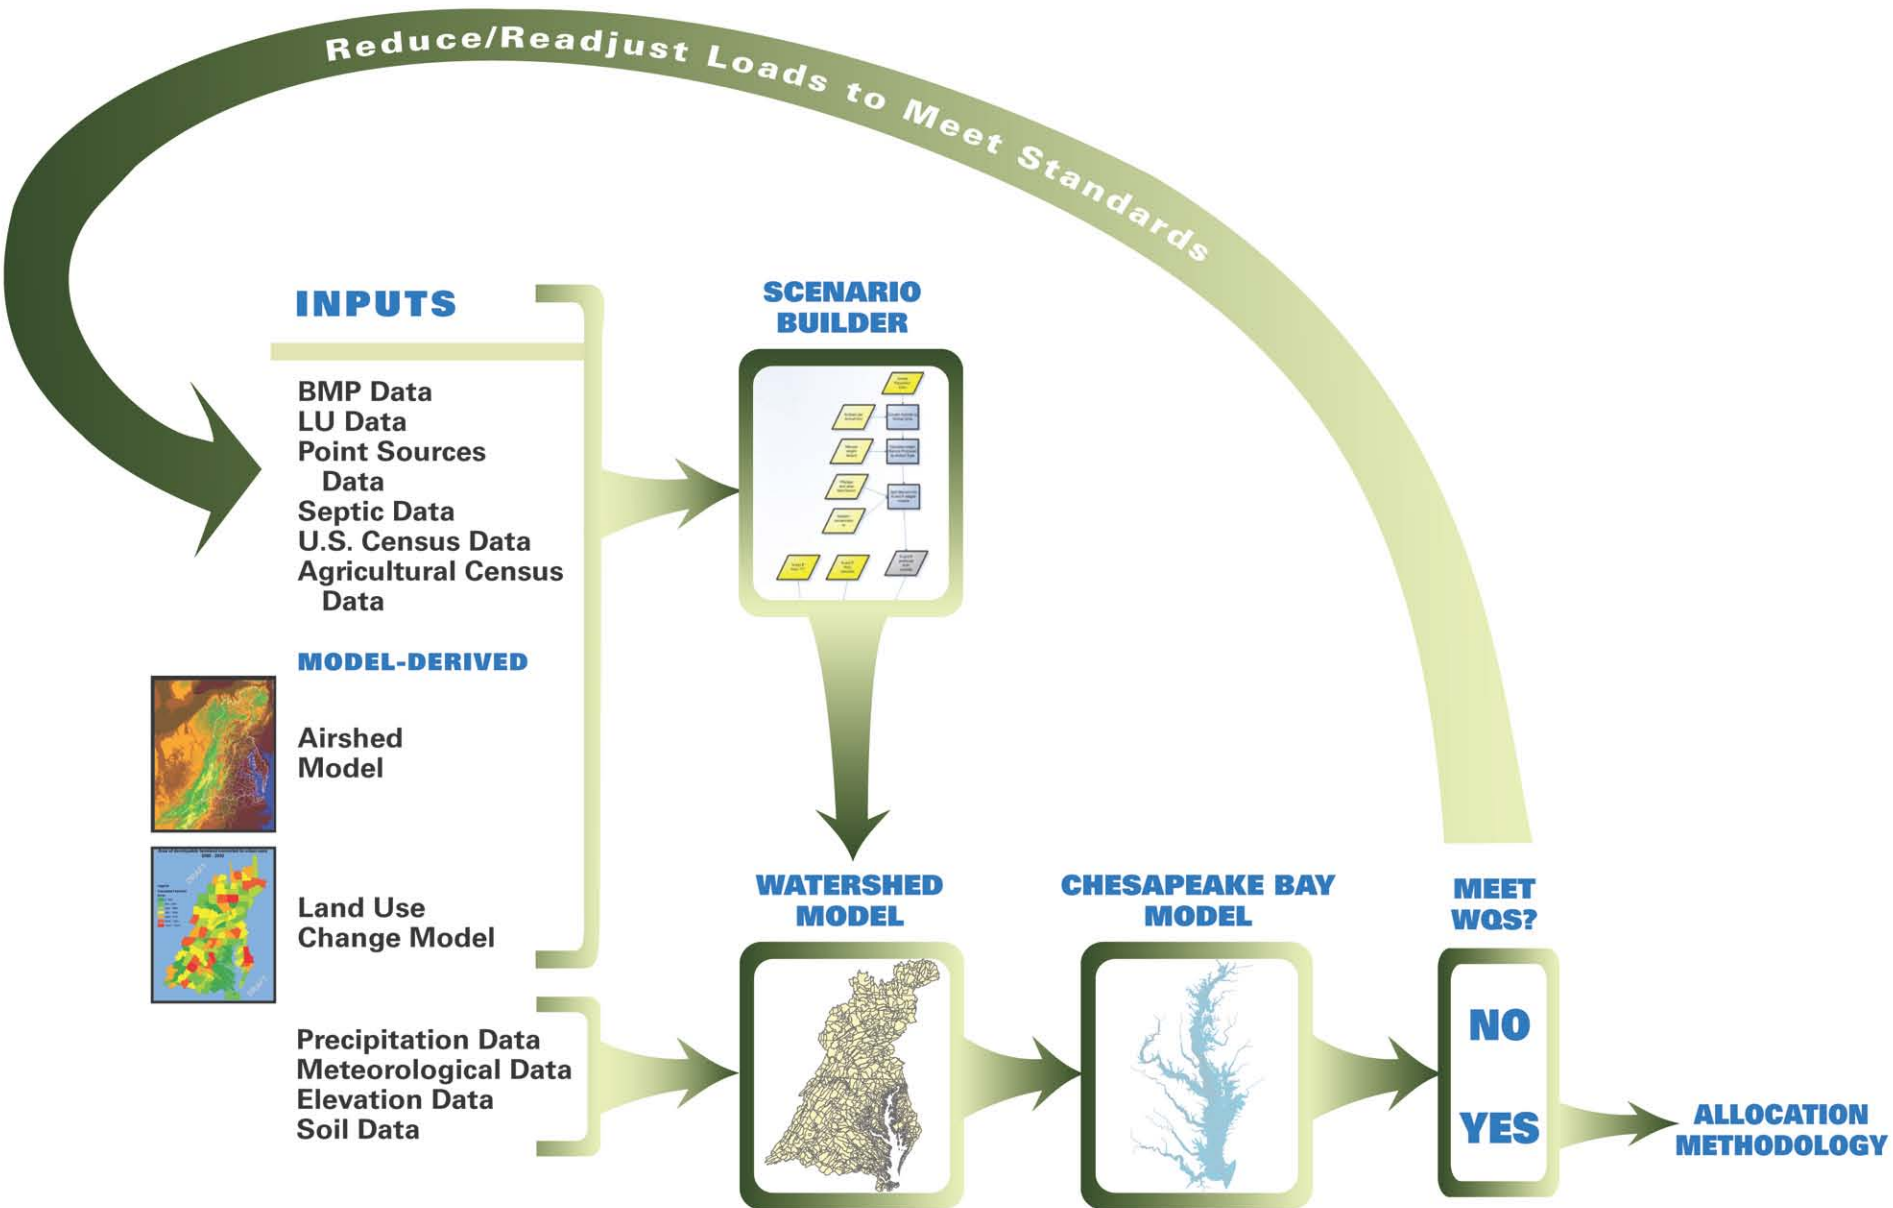 Reduce/Readjust Loads to Meet Standards
INPUTS
BMP Data
LU Data
Point Sources
Data
Septic Data
U.S. Census Data
Agricultural Census
Data
MODEL-DERIVED
Airshed
Model
Land Use
Change Model
Precipitation Data
Meteorological Data
Elevation Data
Soil Data
SCENARIO
BUILDER
WATERSHED
MODEL
CHESAPEAKE BAY
MODEL
MEET
WQS?
NO
YES
ALLOCATION
METHODOLOGY